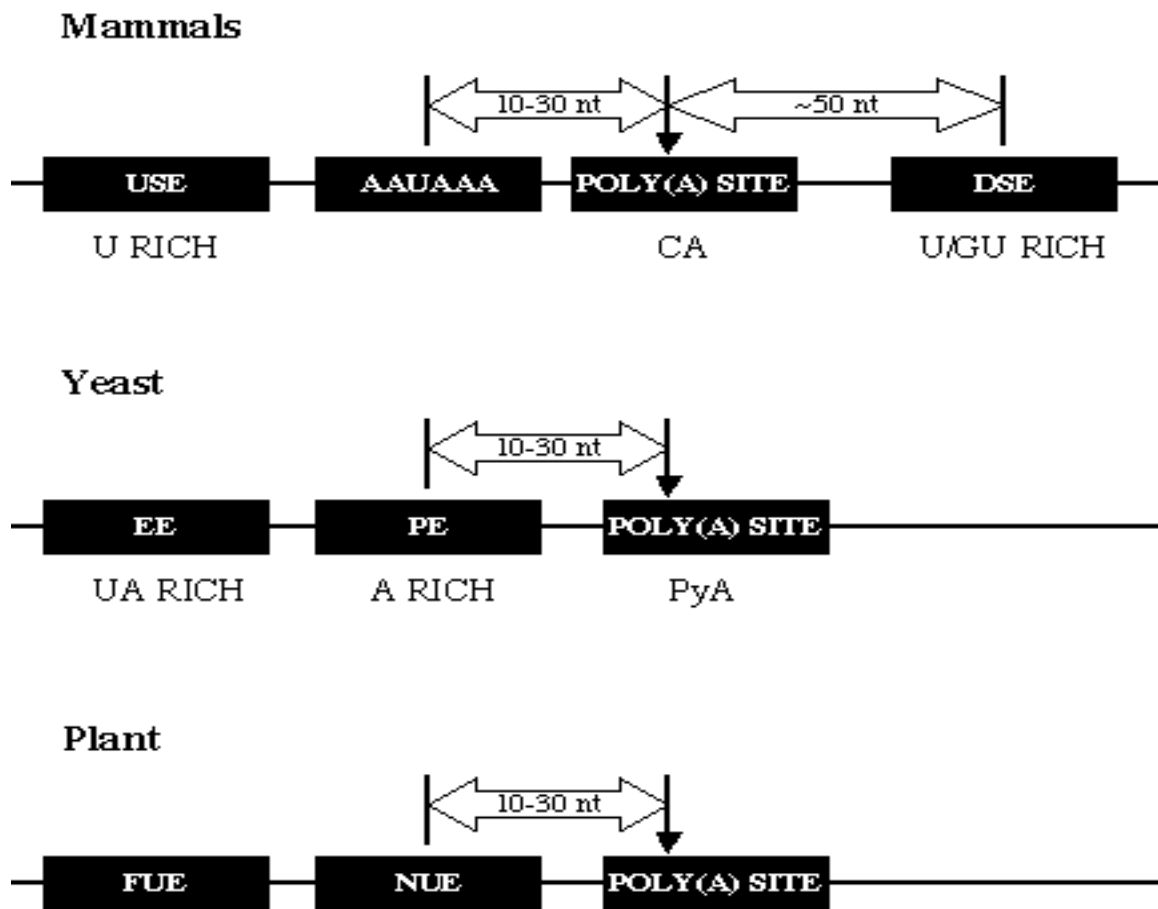 Mammals
10-30 nt ~50 nt
USE AAUAAA POLY(A) SITE DSE
U RICH CA U/GU RICH
Yeast
10-30 nt
EE PE POLY(A) SITE
UA RICH A RICH PyA
Plant
10-30 nt
FUE NUE POLY(A) SITE